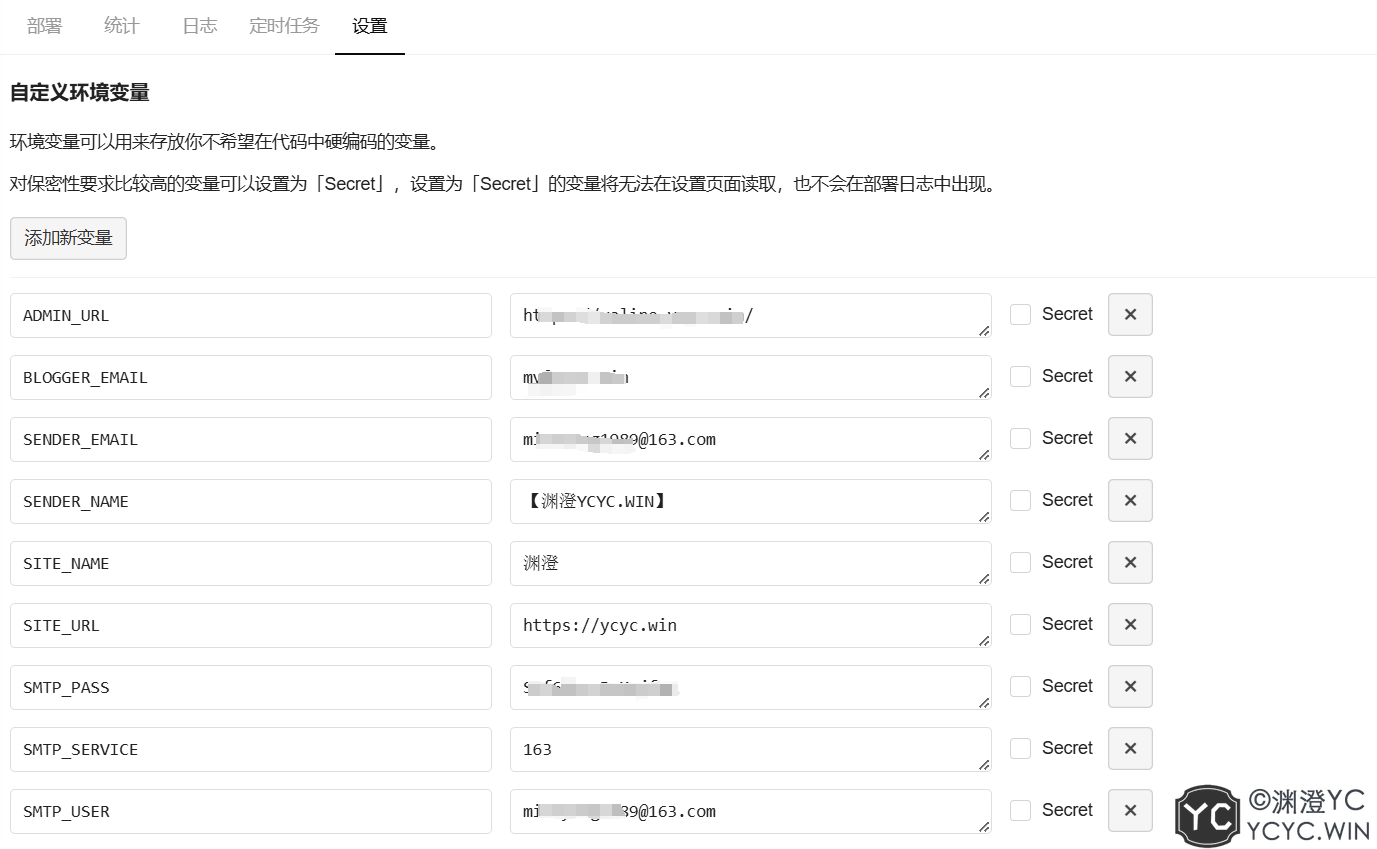 部署 统计 日志 定时任务 设置
自定义环境变量
环境变量可以用来存放你不希望在代码中硬编码的变量。
对保密性要求比较高的变量可以设置为「Secret」，设置为「Secret」的变量将无法在设置页面读取，也不会在部署日志中出现。
添加新变量
ADMIN_URL Secret ×
BLOGGER_EMAIL Secret ×
SENDER_EMAIL @163.com Secret ×
SENDER_NAME 【渊澄YCYC.WIN】 Secret ×
SITE_NAME 渊澄 Secret ×
SITE_URL https://ycyc.win Secret ×
SMTP_PASS Secret ×
SMTP_SERVICE 163 Secret ×
SMTP_USER @163.com Secret ×
YC ©渊澄YC
YCYC.WIN